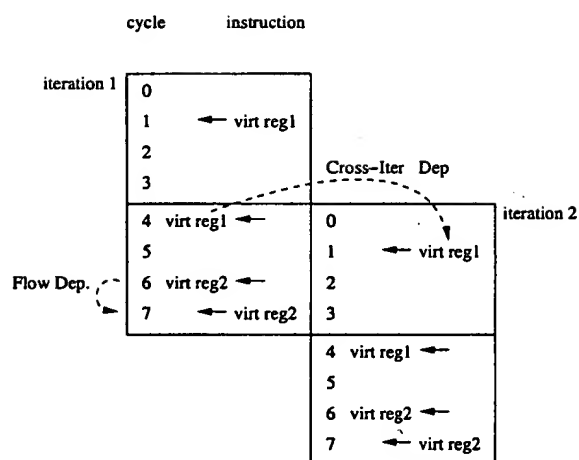 cycle instruction
iteration 1
0
1 ← virt reg1
2
3
Cross-Iter Dep
4 virt reg1 ←
5
Flow Dep.
6 virt reg2 ←
7 ← virt reg2
iteration 2
0
1 ← virt reg1
2
3
4 virt reg1 ←
5
6 virt reg2 ←
7 ← virt reg2